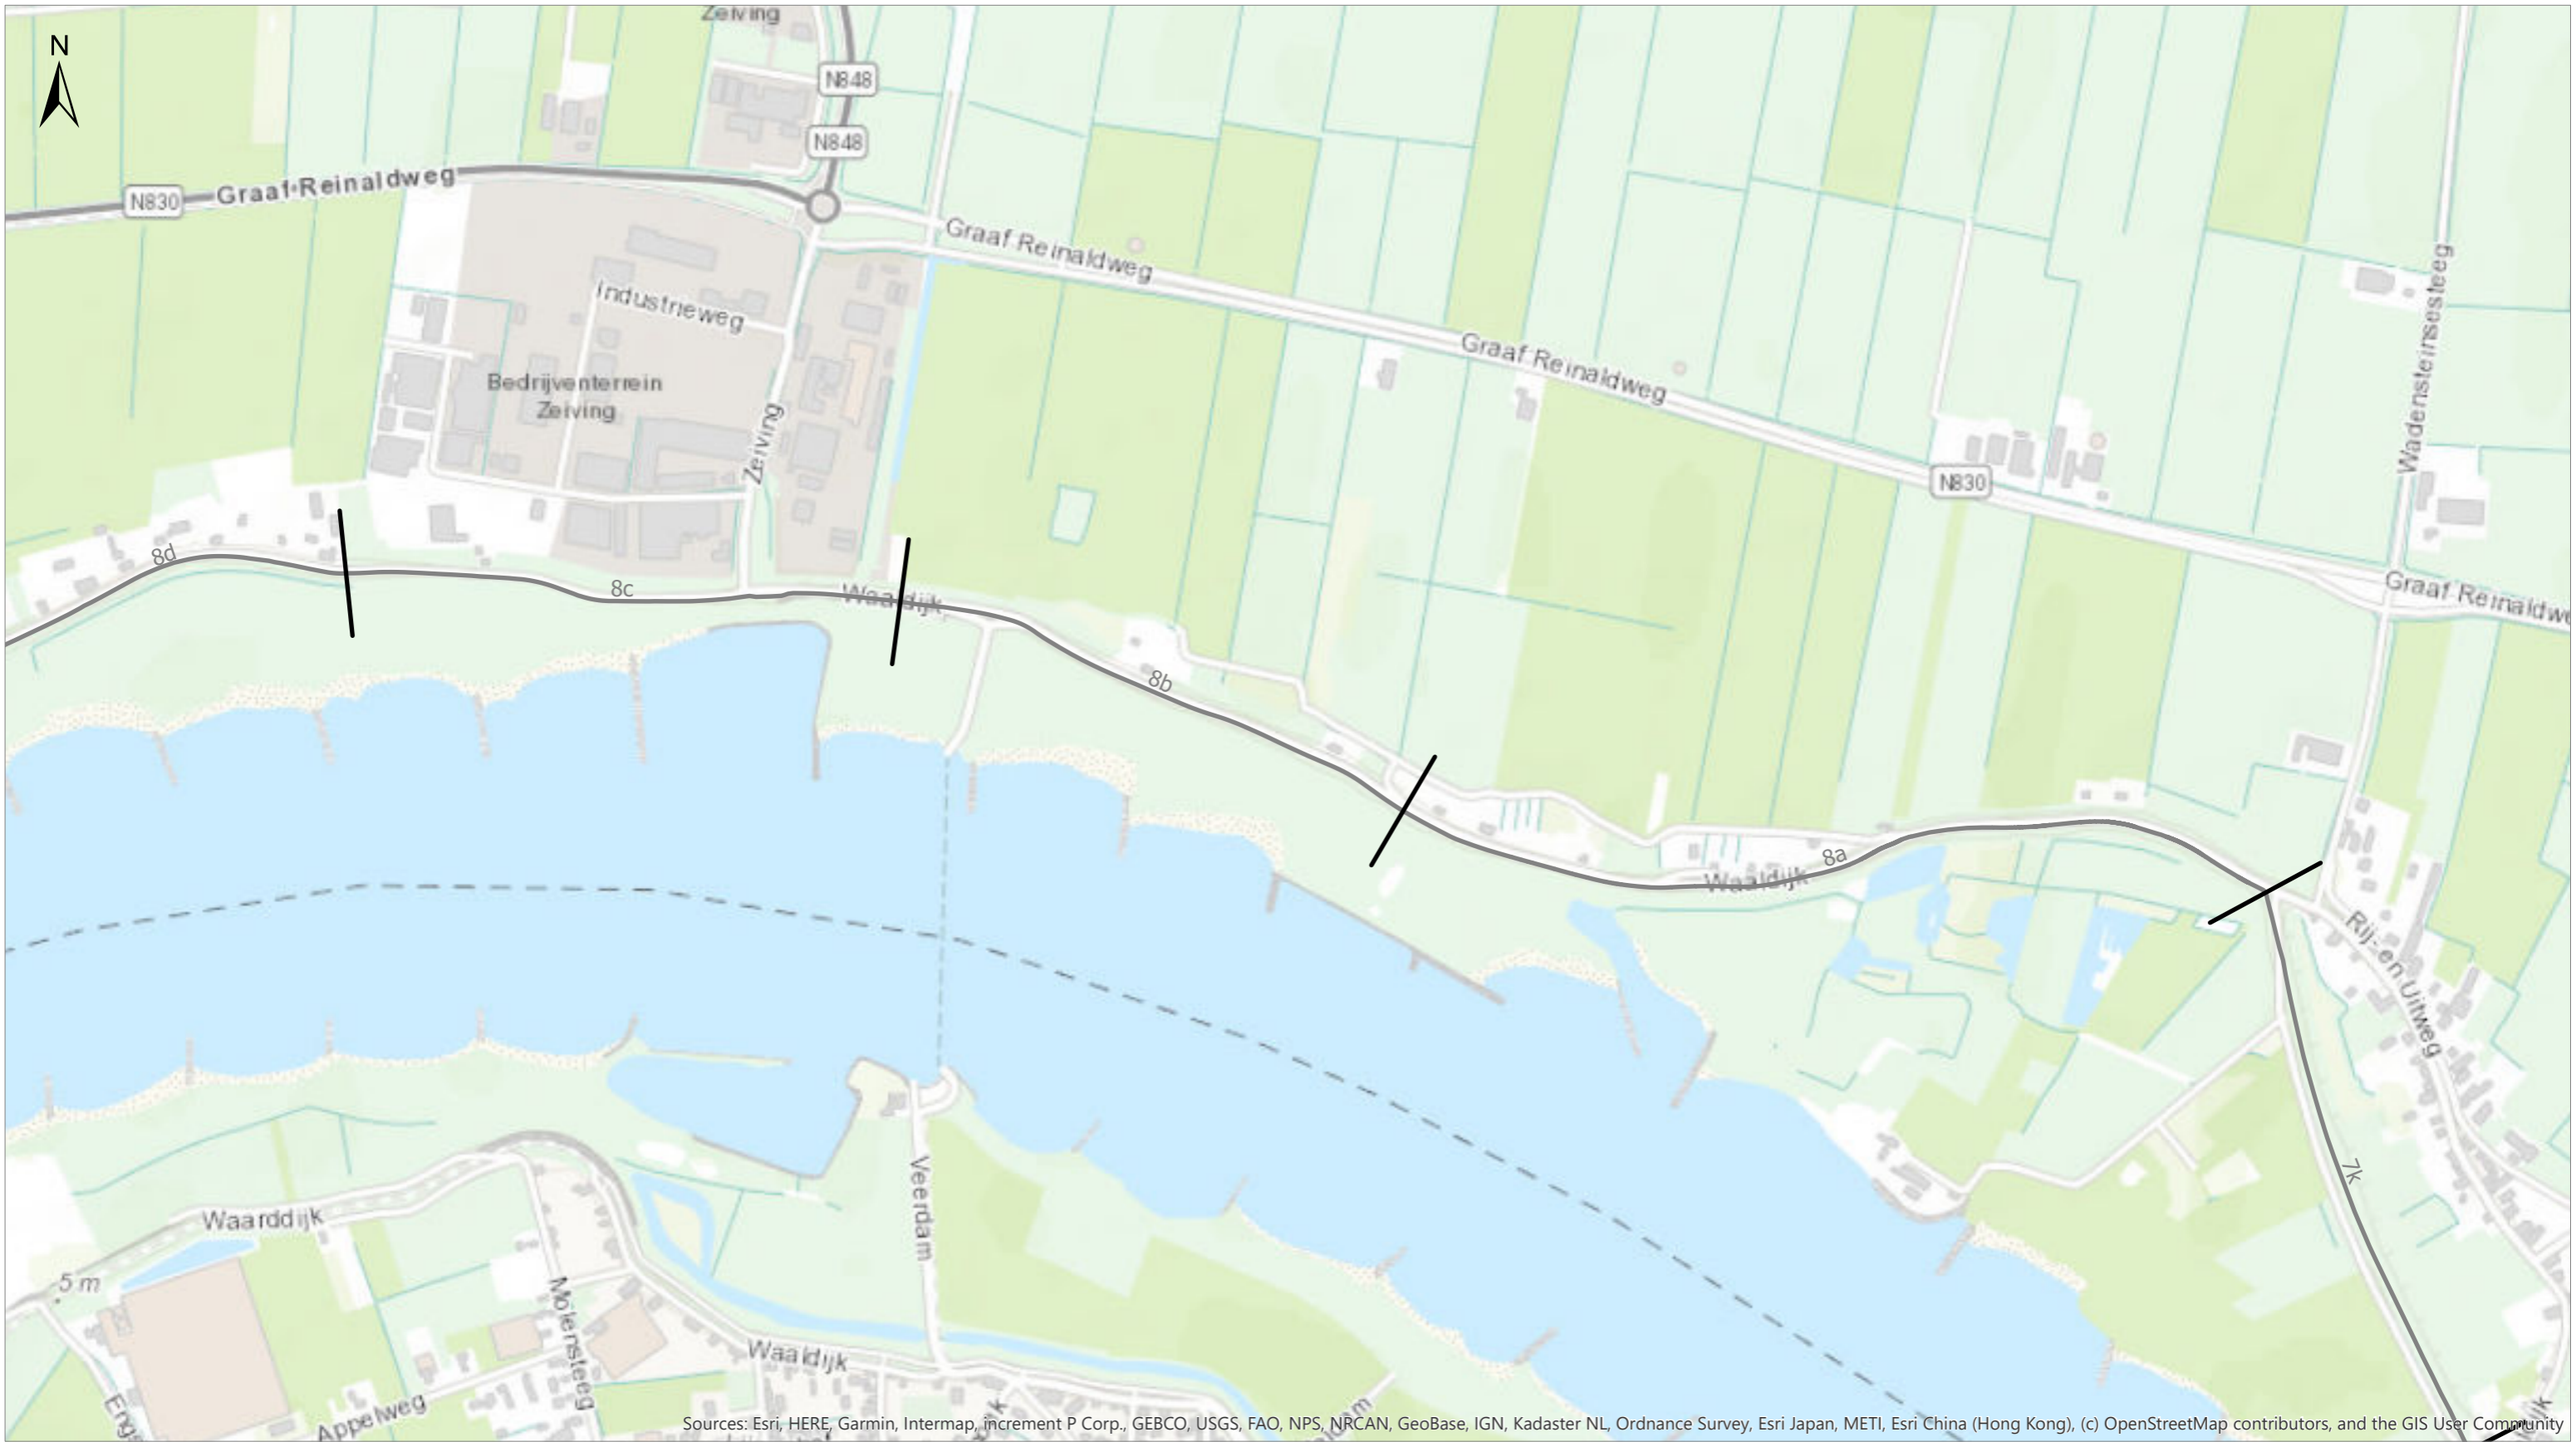 Zeiving
N
N848
N848
N830
Graaf Reinaldweg
Graaf Reinaldweg
Industrieweg
Graaf Reinaldweg
Wadensteinsesteeg
Bedrijventerrein
Zeiving
Zeiving
N830
8d
8c
Waaldijk
Graaf Reinaldwe
8b
8a
Waaldijk
Rij- en Uitweg
7k
Veerdam
Waarddijk
5 m
Molensteeg
Waaldijk
Appelweg
Engs
Sources: Esri, HERE, Garmin, Intermap, increment P Corp., GEBCO, USGS, FAO, NPS, NRCAN, GeoBase, IGN, Kadaster NL, Ordnance Survey, Esri Japan, METI, Esri China (Hong Kong), (c) OpenStreetMap contributors, and the GIS User Community